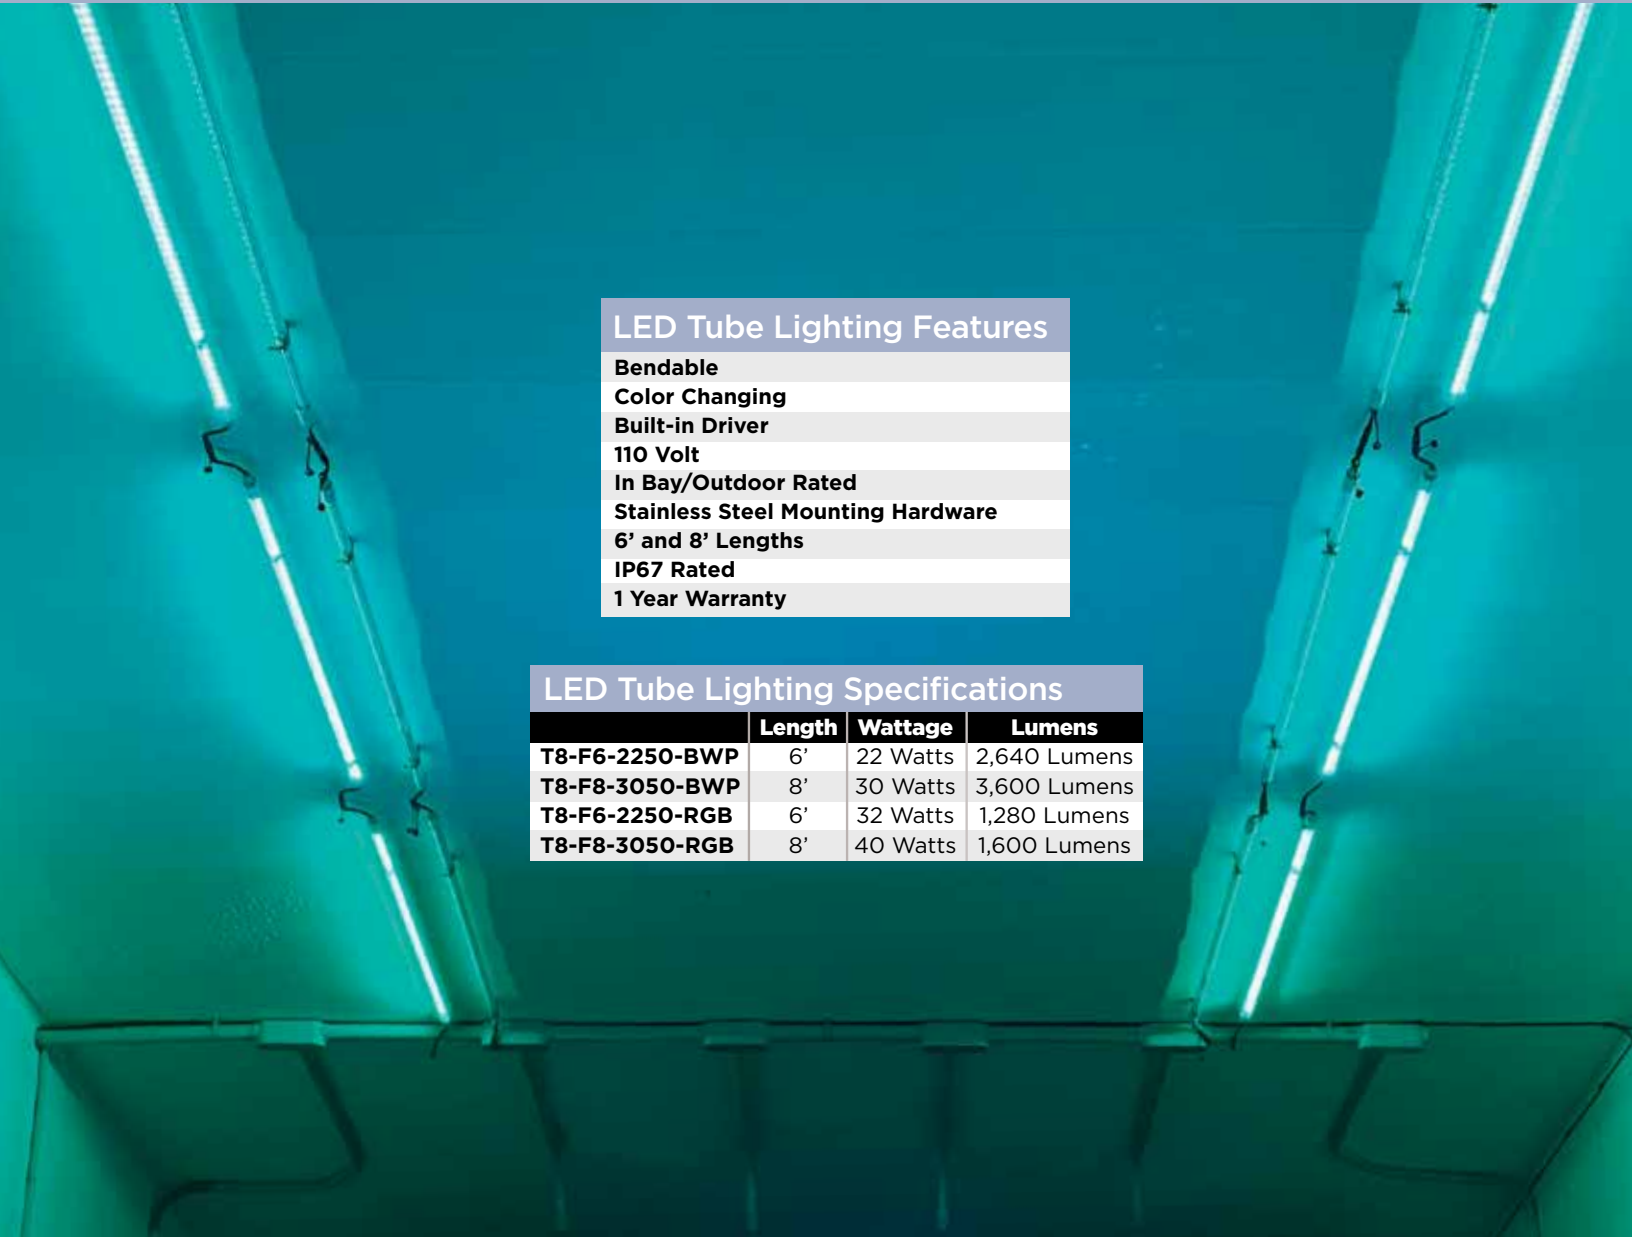 LED Tube Lighting Features
Bendable
Color Changing
Built-in Driver
110 Volt
In Bay/Outdoor Rated
Stainless Steel Mounting Hardware
6’ and 8’ Lengths
IP67 Rated
1 Year Warranty
LED Tube Lighting Specifications
Length Wattage Lumens
T8-F6-2250-BWP 6’ 22 Watts 2,640 Lumens
T8-F8-3050-BWP 8’ 30 Watts 3,600 Lumens
T8-F6-2250-RGB 6’ 32 Watts 1,280 Lumens
T8-F8-3050-RGB 8’ 40 Watts 1,600 Lumens